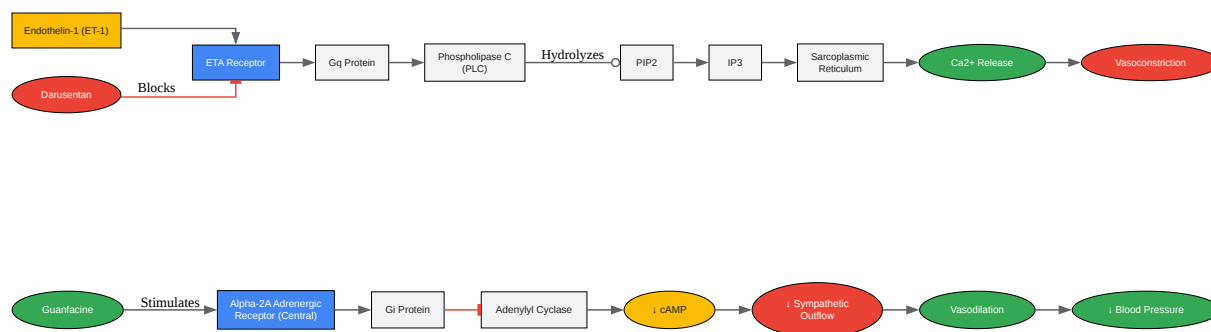 Endothelin-1 (ET-1)
Darusentan
Blocks
ETA Receptor
Gq Protein
Phospholipase C
(PLC)
Hydrolyzes
PIP2
IP3
Sarcoplasmic
Reticulum
Ca2+ Release
Vasoconstriction
Guanfacine
Stimulates
Alpha-2A Adrenergic
Receptor (Central)
Gi Protein
Adenylyl Cyclase
↓ cAMP
↓ Sympathetic
Outflow
Vasodilation
↓ Blood Pressure